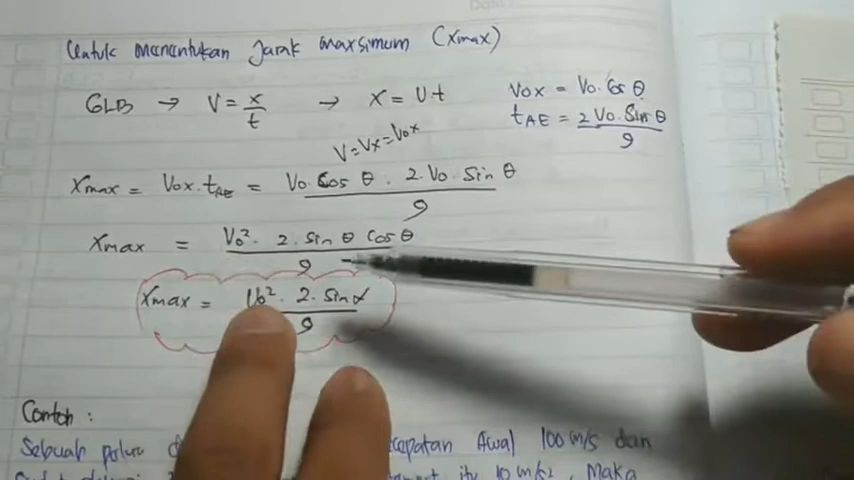 Untuk menentukan Jarak maxsimum (Xmax)
GLB → V = x/t → X = V.t
Vox = Vo. Cos θ
tAE = 2 Vo. Sin θ / g
V = Vx = Vox
Xmax = Vox. tAE = Vo. Cos θ . 2. Vo. Sin θ / g
Xmax = Vo². 2. Sin θ Cos θ / g
Xmax = Vo². 2. Sin α / g
Contoh :
Sebuah Awal 100 m/s dan
itu 10 m/s², Maka